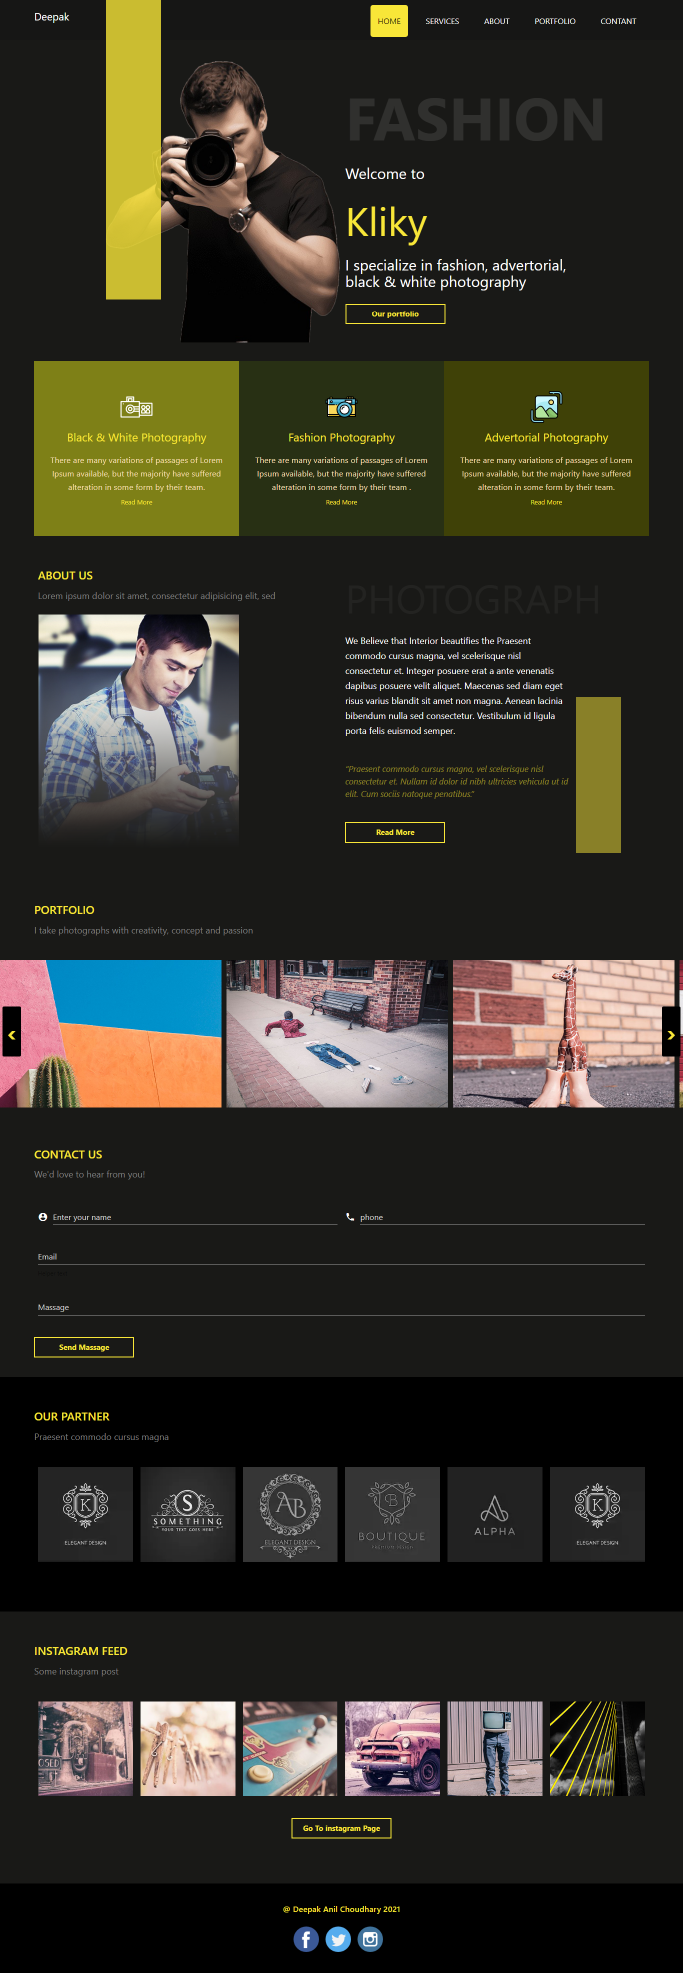 Deepak
HOME
SERVICES
ABOUT
PORTFOLIO
CONTANT
FASHION
Welcome to
Kliky
I specialize in fashion, advertorial,
black & white photography
Our portfolio
Black & White Photography
There are many variations of passages of Lorem
Ipsum available, but the majority have suffered
alteration in some form by their team.
Read More
Fashion Photography
There are many variations of passages of Lorem
Ipsum available, but the majority have suffered
alteration in some form by their team .
Read More
Advertorial Photography
There are many variations of passages of Lorem
Ipsum available, but the majority have suffered
alteration in some form by their team.
Read More
ABOUT US
Lorem ipsum dolor sit amet, consectetur adipisicing elit, sed
PHOTOGRAPH
We Believe that Interior beautifies the Praesent
commodo cursus magna, vel scelerisque nisl
consectetur et. Integer posuere erat a ante venenatis
dapibus posuere velit aliquet. Maecenas sed diam eget
risus varius blandit sit amet non magna. Aenean lacinia
bibendum nulla sed consectetur. Vestibulum id ligula
porta felis euismod semper.
"Praesent commodo cursus magna, vel scelerisque nisl
consectetur et. Nullam id dolor id nibh ultricies vehicula ut id
elit. Cum sociis natoque penatibus."
Read More
PORTFOLIO
I take photographs with creativity, concept and passion
CONTACT US
We'd love to hear from you!
Enter your name
phone
Email
Massage
Send Massage
OUR PARTNER
Praesent commodo cursus magna
K
ELEGANT DESIGN
S
SOMETHING
YOUR TEXT GOES HERE
AB
ELEGANT DESIGN
B
BOUTIQUE
PREMIUM DESIGN
ALPHA
K
ELEGANT DESIGN
INSTAGRAM FEED
Some instagram post
Go To instagram Page
@ Deepak Anil Choudhary 2021